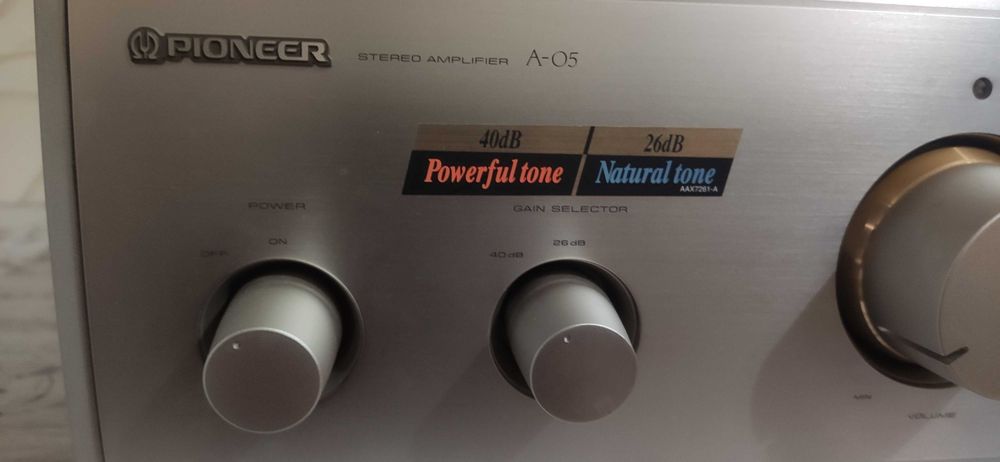 PIONEER
STEREO AMPLIFIER A-05
40dB 26dB
Powerful tone Natural tone
AAX7261-A
POWER
GAIN SELECTOR
OFF ON
40dB 26dB
MIN
VOLUME